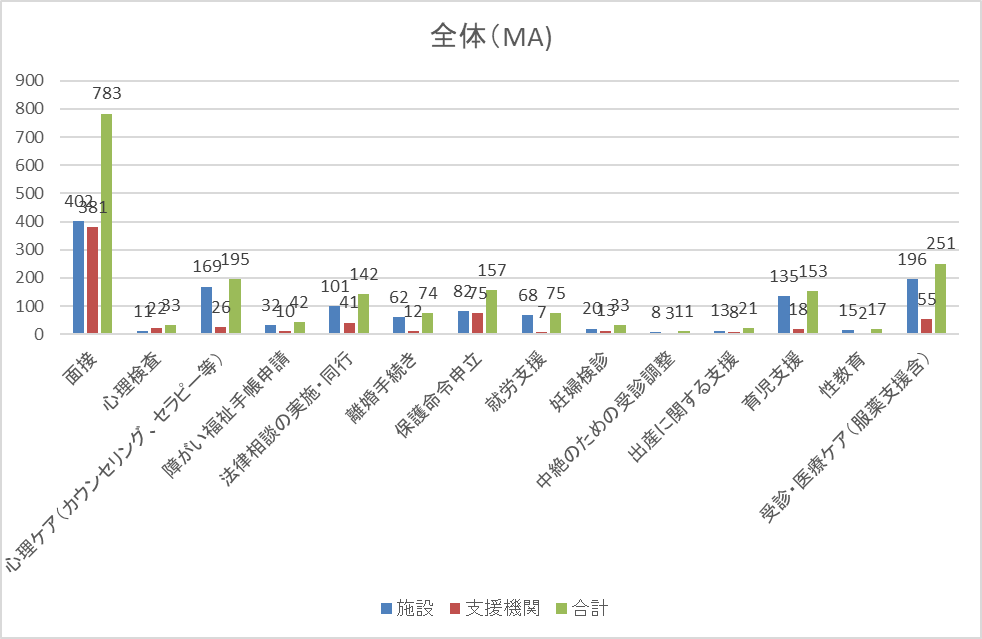 全体（MA)
900
800
700
600
500
400
300
200
100
0
402 381 783
11 22 33
169 26 195
32 10 42
101 41 142
62 12 74
82 75 157
68 7 75
20 13 33
8 3 11
13 8 21
135 18 153
15 2 17
196 55 251
面接
心理検査
心理ケア（カウンセリング、セラピー等）
障がい福祉手帳申請
法律相談の実施・同行
離婚手続き
保護命令申立
就労支援
妊婦検診
中絶のための受診調整
出産に関する支援
育児支援
性教育
受診・医療ケア（服薬支援含）
施設 支援機関 合計